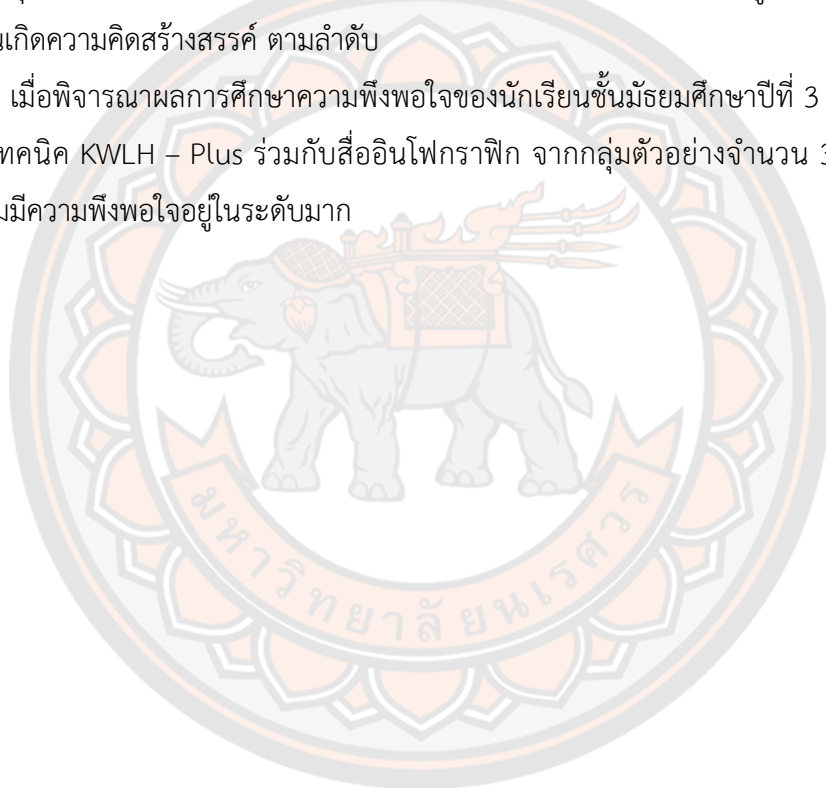 นเกิดความคิดสร้างสรรค์ ตามลำดับ
เมื่อพิจารณาผลการศึกษาความพึงพอใจของนักเรียนชั้นมัธยมศึกษาปีที่ 3
ทคนิค KWLH – Plus ร่วมกับสื่ออินโฟกราฟิก จากกลุ่มตัวอย่างจำนวน 3
มมีความพึงพอใจอยู่ในระดับมาก
มหาวิทยาลัยนเรศวร